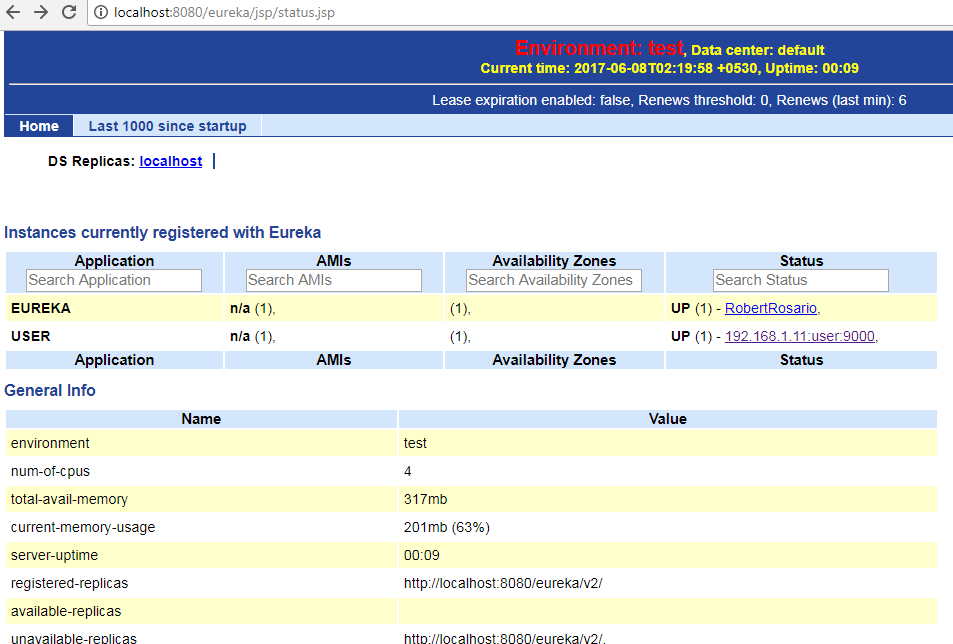 localhost:8080/eureka/jsp/status.jsp
Environment: test, Data center: default
Current time: 2017-06-08T02:19:58 +0530, Uptime: 00:09
Lease expiration enabled: false, Renews threshold: 0, Renews (last min): 6
Home Last 1000 since startup
DS Replicas: localhost
Instances currently registered with Eureka
Application AMIs Availability Zones Status
Search Application Search AMIs Search Availability Zones Search Status
EUREKA n/a (1), (1), UP (1) - RobertRosario,
USER n/a (1), (1), UP (1) - 192.168.1.11:user:9000,
Application AMIs Availability Zones Status
General Info
Name Value
environment test
num-of-cpus 4
total-avail-memory 317mb
current-memory-usage 201mb (63%)
server-uptime 00:09
registered-replicas http://localhost:8080/eureka/v2/
available-replicas
unavailable-replicas http://localhost:8080/eureka/v2/,